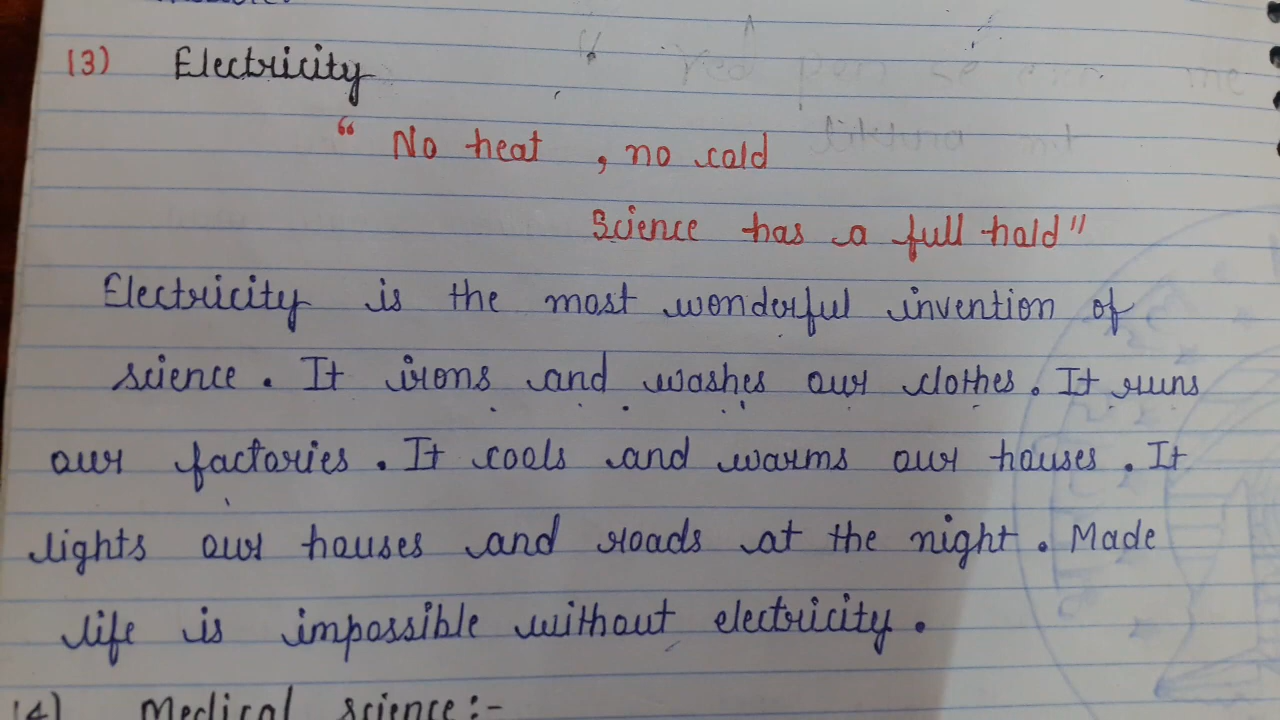 (3) Electricity
" No heat , no cold
Science has a full hold"
Electricity is the most wonderful invention of
science. It irons and washes our clothes. It runs
our factories. It cools and warms our houses. It
lights our houses and roads at the night. Made
life is impossible without electricity.
(4) Medical science:-